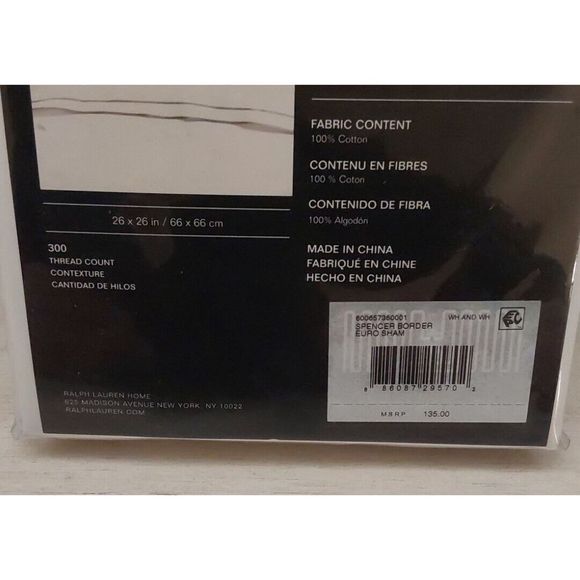 26 x 26 in / 66 x 66 cm
300
THREAD COUNT
CONTEXTURE
CANTIDAD DE HILOS
RALPH LAUREN HOME
625 MADISON AVENUE NEW YORK, NY 10022
RALPHLAUREN.COM
FABRIC CONTENT
100% Cotton
CONTENU EN FIBRES
100 % Coton
CONTENIDO DE FIBRA
100% Algodón
MADE IN CHINA
FABRIQUÉ EN CHINE
HECHO EN CHINA
600657360001 WH AND WH
SPENCER BORDER
EURO SHAM
8 86087 29570 2
MSRP 135.00